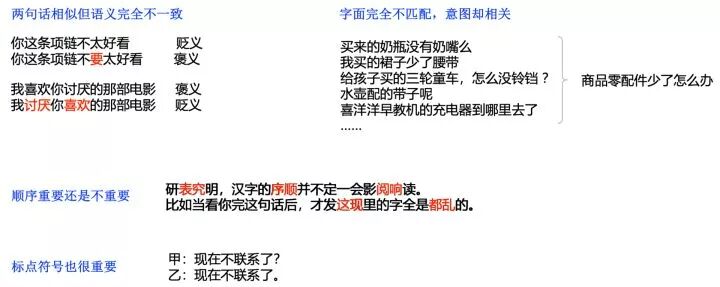 两句话相似但语义完全不一致
你这条项链不太好看 贬义
你这条项链不要太好看 褒义
我喜欢你讨厌的那部电影 褒义
我讨厌你喜欢的那部电影 贬义
字面完全不匹配，意图却相关
买来的奶瓶没有奶嘴么
我买的裙子少了腰带
给孩子买的三轮童车，怎么没铃铛？
水壶配的带子呢
喜洋洋早教机的充电器到哪里去了
......
商品零配件少了怎么办
顺序重要还是不重要
研表究明，汉字的序顺并不定一会影阅响读。
比如当看你完这句话后，才发这现里的字全是都乱的。
标点符号也很重要
甲：现在不联系了？
乙：现在不联系了。